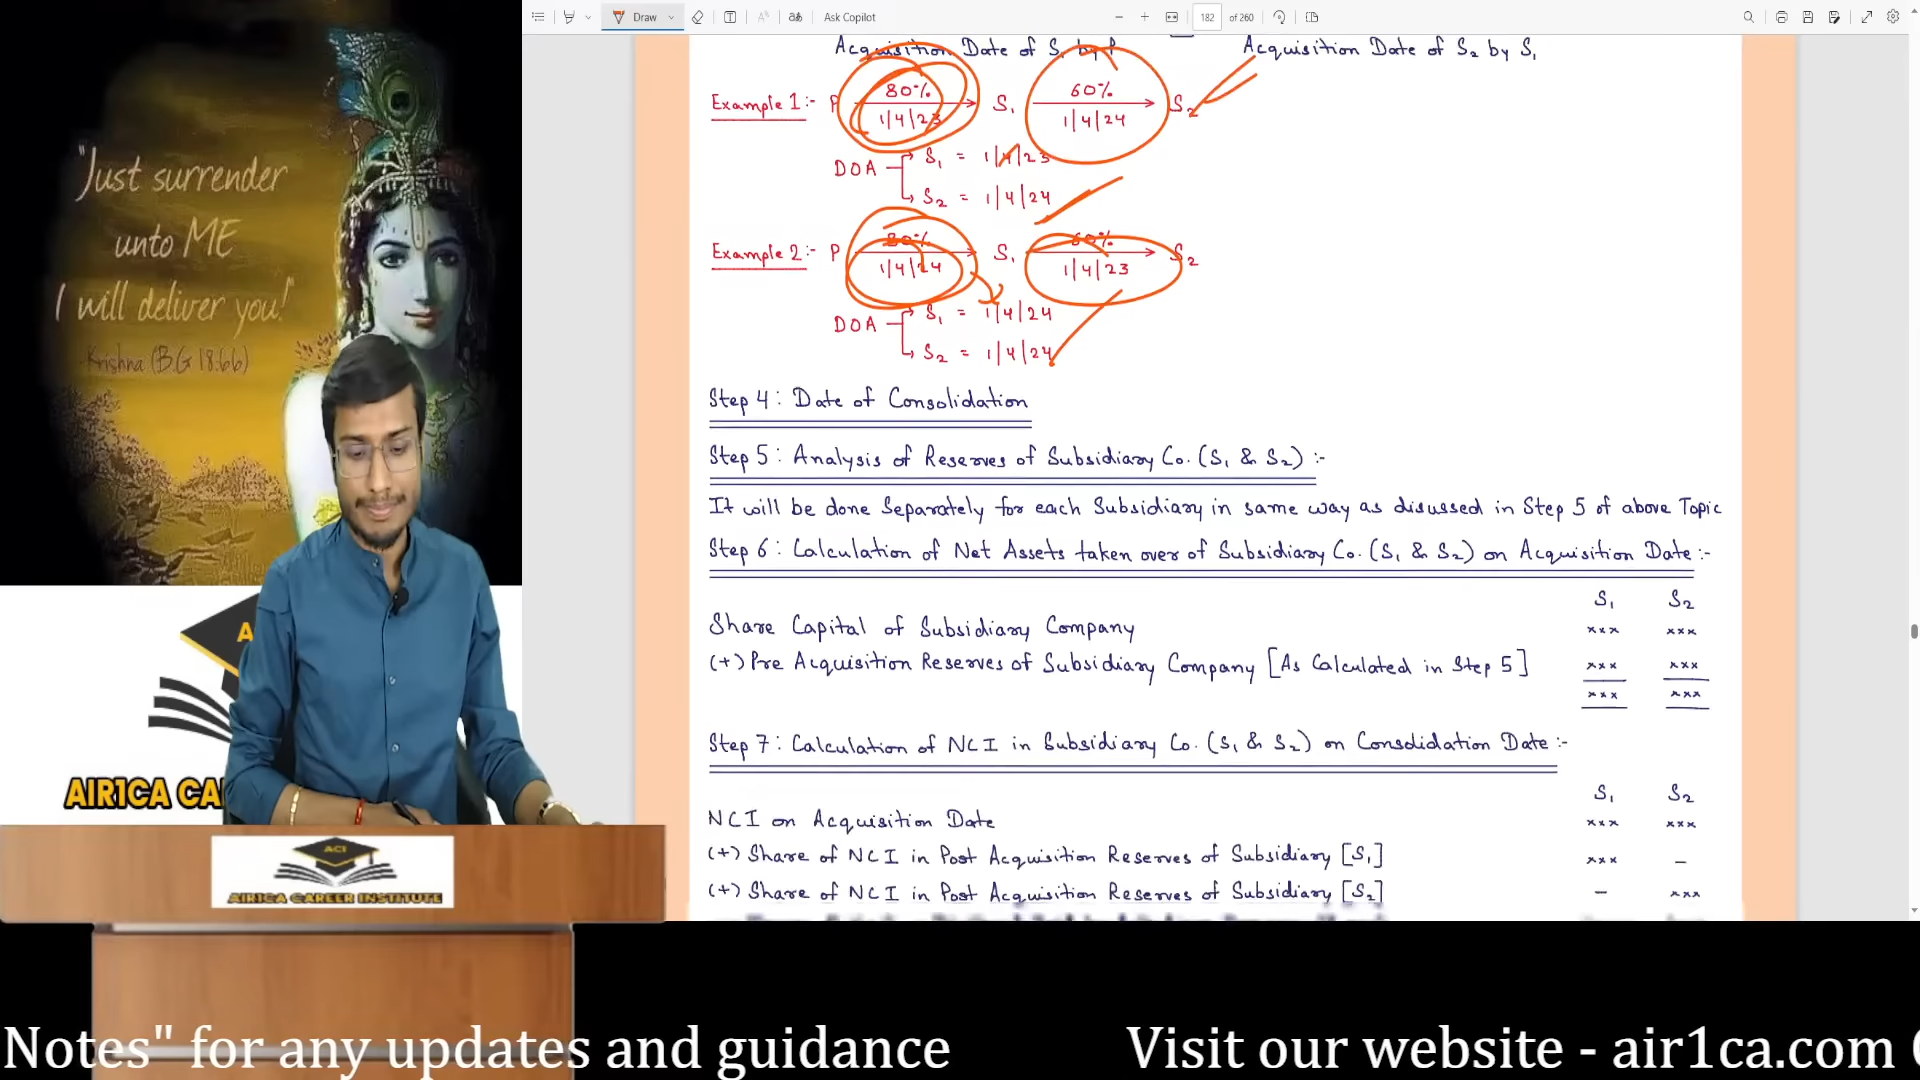 Draw
Ask Copilot
182 of 260
"Just surrender
unto ME
I will deliver you!"
-Krishna (B.G 18.66)
Acquisition Date of S1 by P
Acquisition Date of S2 by S1
Example 1:- P 80% 1/4/23 S1 60% 1/4/24 S2
DOA S1 = 1/4/23
S2 = 1/4/24
Example 2:- P 80% 1/4/24 S1 60% 1/4/23 S2
DOA S1 = 1/4/24
S2 = 1/4/24
Step 4: Date of Consolidation
Step 5: Analysis of Reserves of Subsidiary Co. (S1 & S2) :-
It will be done Separately for each Subsidiary in same way as disussed in Step 5 of above Topic
Step 6: Calculation of Net Assets taken over of Subsidiary Co. (S1 & S2) on Acquisition Date :-
S1 S2
Share Capital of Subsidiary Company xxx xxx
(+) Pre Acquisition Reserves of Subsidiary Company [As Calculated in Step 5] xxx xxx
xxx xxx
Step 7: Calculation of NCI in Subsidiary Co. (S1 & S2) on Consolidation Date :-
S1 S2
NCI on Acquisition Date xxx xxx
(+) Share of NCI in Post Acquisition Reserves of Subsidiary [S1] xxx -
(+) Share of NCI in Post Acquisition Reserves of Subsidiary [S2] - xxx
AIR1CA CA
ACI
AIR1CA CAREER INSTITUTE
Notes" for any updates and guidance Visit our website - air1ca.com